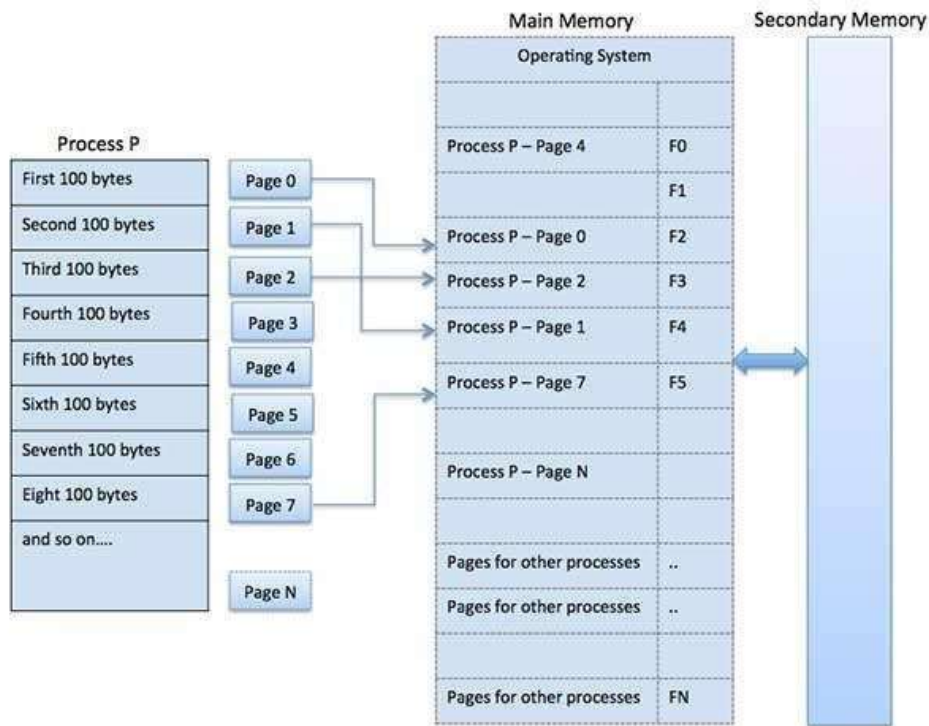 Main Memory
Secondary Memory
Operating System
Process P
First 100 bytes
Second 100 bytes
Third 100 bytes
Fourth 100 bytes
Fifth 100 bytes
Sixth 100 bytes
Seventh 100 bytes
Eight 100 bytes
and so on....
Page 0
Page 1
Page 2
Page 3
Page 4
Page 5
Page 6
Page 7
Page N
Process P – Page 4 F0
F1
Process P – Page 0 F2
Process P – Page 2 F3
Process P – Page 1 F4
Process P – Page 7 F5
Process P – Page N
Pages for other processes ..
Pages for other processes ..
Pages for other processes FN